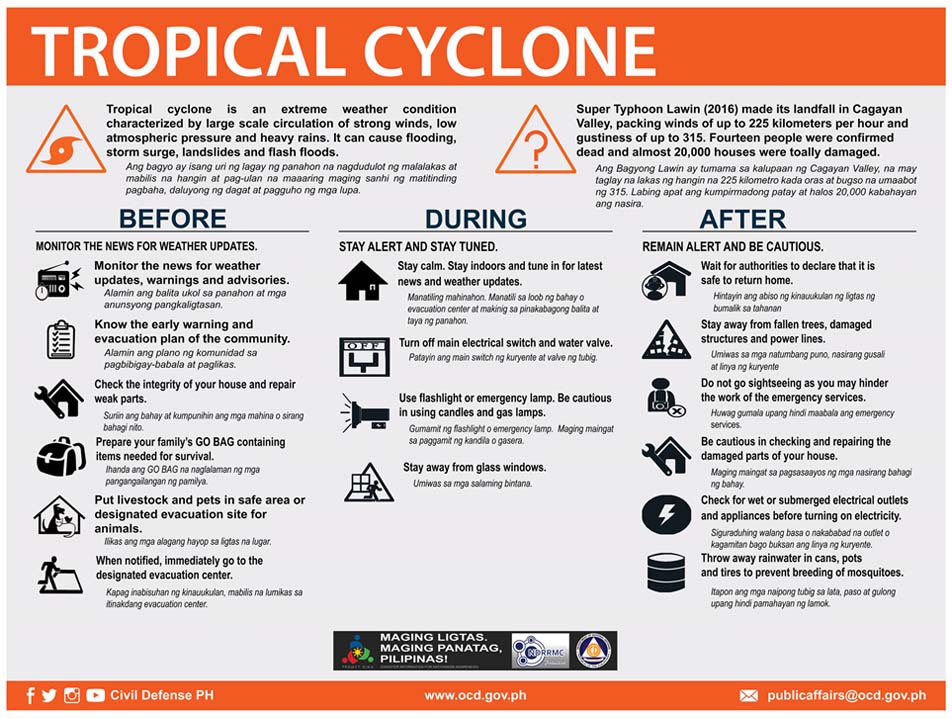 TROPICAL CYCLONE
Tropical cyclone is an extreme weather condition
characterized by large scale circulation of strong winds, low
atmospheric pressure and heavy rains. It can cause flooding,
storm surge, landslides and flash floods.
Ang bagyo ay isang uri ng lagay ng panahon na nagdudulot ng malalakas at
mabilis na hangin at pag-ulan na maaaring maging sanhi ng matitinding
pagbaha, daluyong ng dagat at pagguho ng mga lupa.
?
Super Typhoon Lawin (2016) made its landfall in Cagayan
Valley, packing winds of up to 225 kilometers per hour and
gustiness of up to 315. Fourteen people were confirmed
dead and almost 20,000 houses were toally damaged.
Ang Bagyong Lawin ay tumama sa kalupaan ng Cagayan Valley, na may
taglay na lakas ng hangin na 225 kilometro kada oras at bugso na umaabot
ng 315. Labing apat ang kumpirmadong patay at halos 20,000 kabahayan
ang nasira.
BEFORE
MONITOR THE NEWS FOR WEATHER UPDATES.
Monitor the news for weather
updates, warnings and advisories.
Alamin ang balita ukol sa panahon at mga
anunsyong pangkaligtasan.
Know the early warning and
evacuation plan of the community.
Alamin ang plano ng komunidad sa
pagbibigay-babala at paglikas.
Check the integrity of your house and repair
weak parts.
Suriin ang bahay at kumpunihin ang mga mahina o sirang
bahagi nito.
Prepare your family's GO BAG containing
items needed for survival.
Ihanda ang GO BAG na naglalaman ng mga
pangangailangan ng pamilya.
Put livestock and pets in safe area or
designated evacuation site for
animals.
Ilikas ang mga alagang hayop sa ligtas na lugar.
When notified, immediately go to the
designated evacuation center.
Kapag inabisuhan ng kinauukulan, mabilis na lumikas sa
itinakdang evacuation center.
DURING
STAY ALERT AND STAY TUNED.
Stay calm. Stay indoors and tune in for latest
news and weather updates.
Manatiling mahinahon. Manatili sa loob ng bahay o
evacuation center at makinig sa pinakabagong balita at
taya ng panahon.
OFF
Turn off main electrical switch and water valve.
Patayin ang main switch ng kuryente at valve ng tubig.
Use flashlight or emergency lamp. Be cautious
in using candles and gas lamps.
Gumamit ng flashlight o emergency lamp. Maging maingat
sa paggamit ng kandila o gasera.
Stay away from glass windows.
Umiwas sa mga salaming bintana.
AFTER
REMAIN ALERT AND BE CAUTIOUS.
Wait for authorities to declare that it is
safe to return home.
Hintayin ang abiso ng kinauukulan ng ligtas ng
bumalik sa tahanan
Stay away from fallen trees, damaged
structures and power lines.
Umiwas sa mga natumbang puno, nasirang gusali
at linya ng kuryente
Do not go sightseeing as you may hinder
the work of the emergency services.
Huwag gumala upang hindi maabala ang emergency
services.
Be cautious in checking and repairing the
damaged parts of your house.
Maging maingat sa pagsasaayos ng mga nasirang bahagi
ng bahay.
Check for wet or submerged electrical outlets
and appliances before turning on electricity.
Siguraduhing walang basa o nakababad na outlet o
kagamitan bago buksan ang linya ng kuryente.
Throw away rainwater in cans, pots
and tires to prevent breeding of mosquitoes.
Itapon ang mga naipong tubig sa lata, paso at gulong
upang hindi pamahayan ng lamok.
MAGING LIGTAS.
MAGING PANATAG,
PILIPINAS!
NDRRMC
Civil Defense PH
www.ocd.gov.ph
publicaffairs@ocd.gov.ph